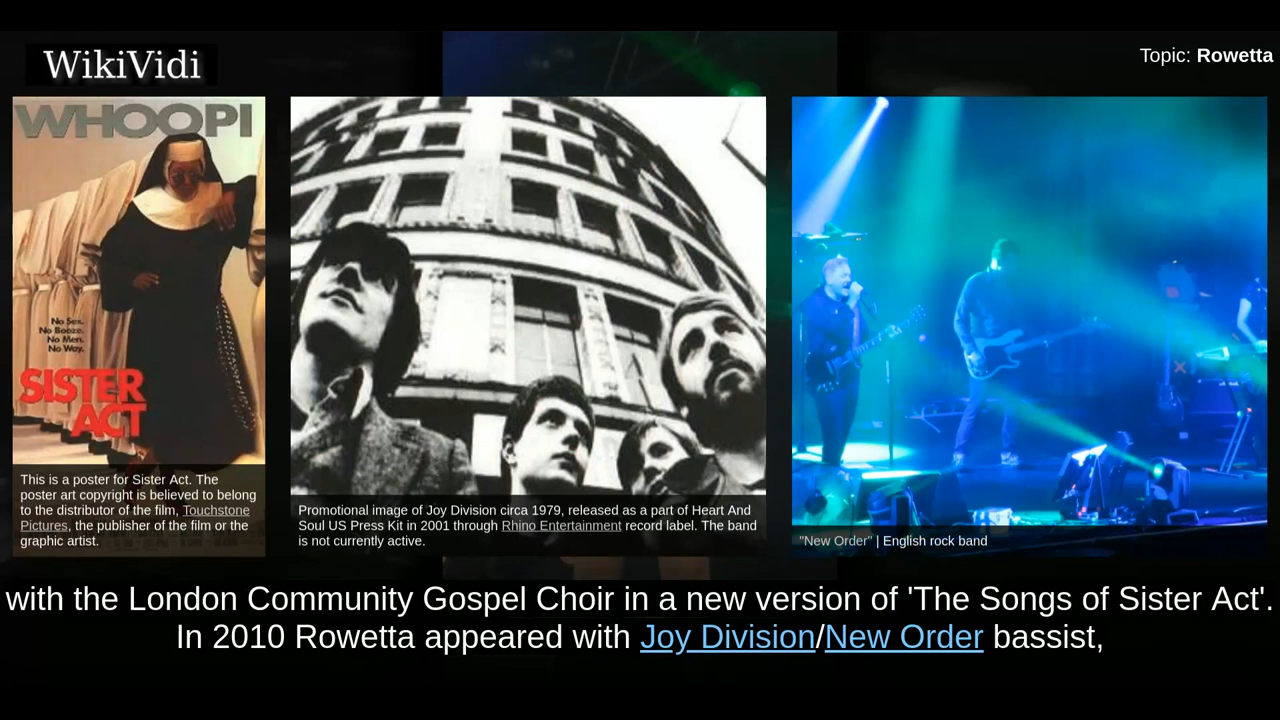 WikiVidi
Topic: Rowetta
WHOOPI
No Sex.
No Booze.
No Men.
No Way.
SISTER
ACT
This is a poster for Sister Act. The
poster art copyright is believed to belong
to the distributor of the film, Touchstone
Pictures, the publisher of the film or the
graphic artist.
Promotional image of Joy Division circa 1979, released as a part of Heart And
Soul US Press Kit in 2001 through Rhino Entertainment record label. The band
is not currently active.
"New Order" | English rock band
with the London Community Gospel Choir in a new version of 'The Songs of Sister Act'.
In 2010 Rowetta appeared with Joy Division/New Order bassist,